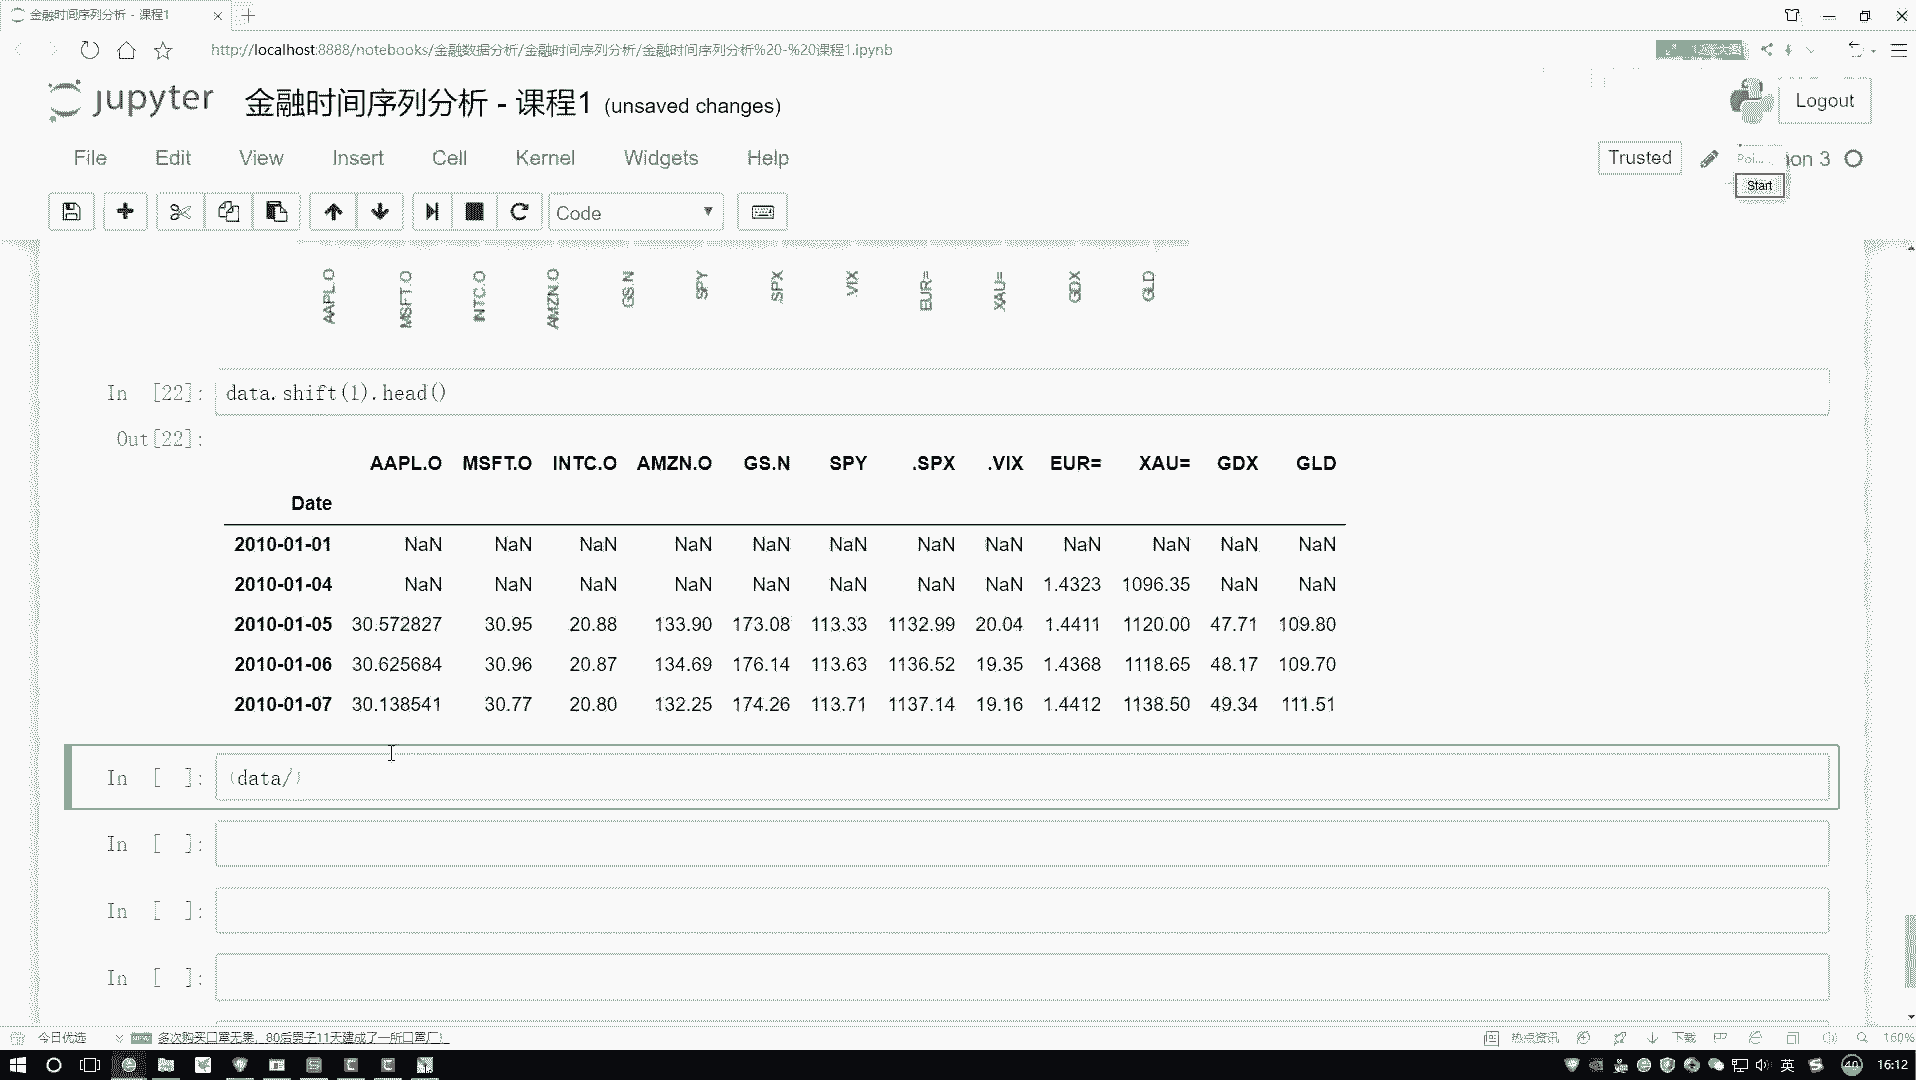 金融时间序列分析 - 课程1
http://localhost:8888/notebooks/金融数据分析/金融时间序列分析/金融时间序列分析%20-%20课程1.ipynb
jupyter 金融时间序列分析 - 课程1 (unsaved changes)
Logout
File Edit View Insert Cell Kernel Widgets Help
Trusted
Poi... ion 3
Start
Code
AAPL.O MSFT.O INTC.O AMZN.O GS.N SPY .SPX .VIX EUR= XAU= GDX GLD
In [22]: data.shift(1).head()
Out[22]:
AAPL.O MSFT.O INTC.O AMZN.O GS.N SPY .SPX .VIX EUR= XAU= GDX GLD
Date
2010-01-01 NaN NaN NaN NaN NaN NaN NaN NaN NaN NaN NaN NaN
2010-01-04 NaN NaN NaN NaN NaN NaN NaN NaN 1.4323 1096.35 NaN NaN
2010-01-05 30.572827 30.95 20.88 133.90 173.08 113.33 1132.99 20.04 1.4411 1120.00 47.71 109.80
2010-01-06 30.625684 30.96 20.87 134.69 176.14 113.63 1136.52 19.35 1.4368 1118.65 48.17 109.70
2010-01-07 30.138541 30.77 20.80 132.25 174.26 113.71 1137.14 19.16 1.4412 1138.50 49.34 111.51
In [ ]: (data/)
In [ ]:
In [ ]:
In [ ]:
今日优选 多次购买口罩无果，80后男子11天建成了一所口罩厂! 热点资讯 下载 160%
英 40 16:12